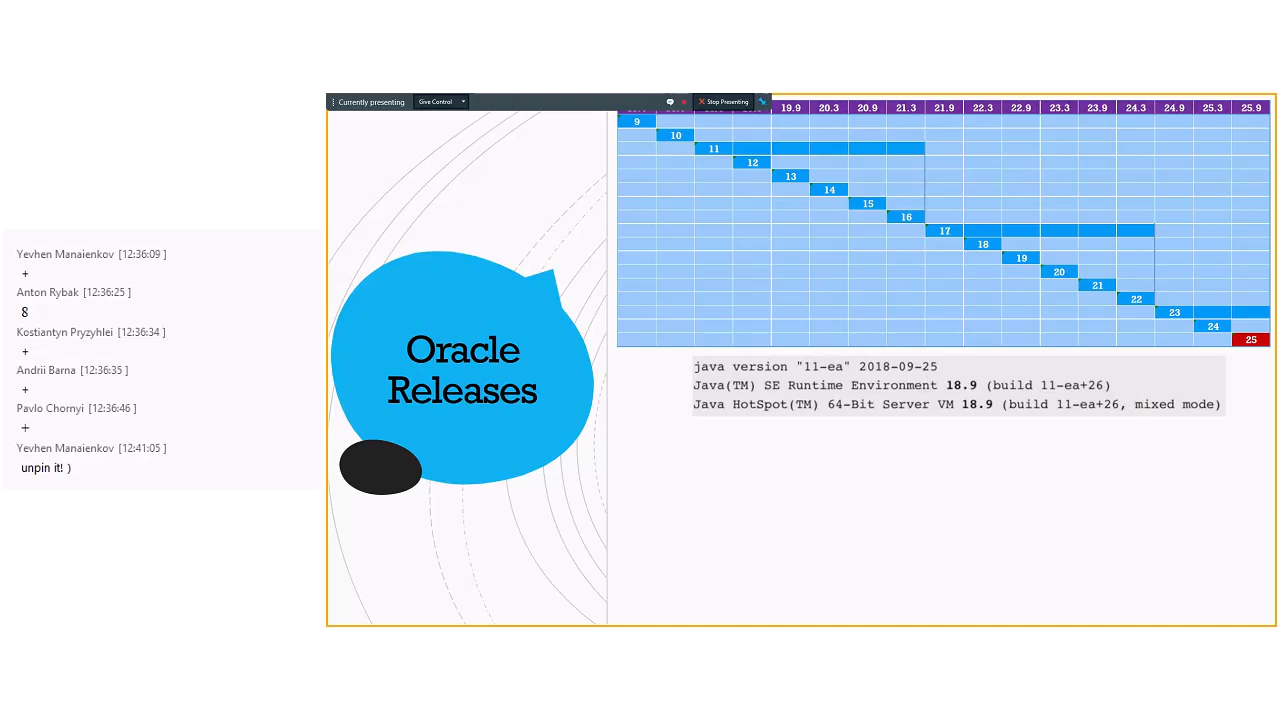 Currently presenting Give Control Stop Presenting
19.9 20.3 20.9 21.3 21.9 22.3 22.9 23.3 23.9 24.3 24.9 25.3 25.9
9
10
11
12
13
14
15
16
17
18
19
20
21
22
23
24
25
Yevhen Manaienkov [12:36:09 ]
+
Anton Rybak [12:36:25 ]
8
Kostiantyn Pryzyhlei [12:36:34 ]
+
Andrii Barna [12:36:35 ]
+
Pavlo Chornyi [12:36:46 ]
+
Yevhen Manaienkov [12:41:05 ]
unpin it! )
Oracle
Releases
java version "11-ea" 2018-09-25
Java(TM) SE Runtime Environment 18.9 (build 11-ea+26)
Java HotSpot(TM) 64-Bit Server VM 18.9 (build 11-ea+26, mixed mode)